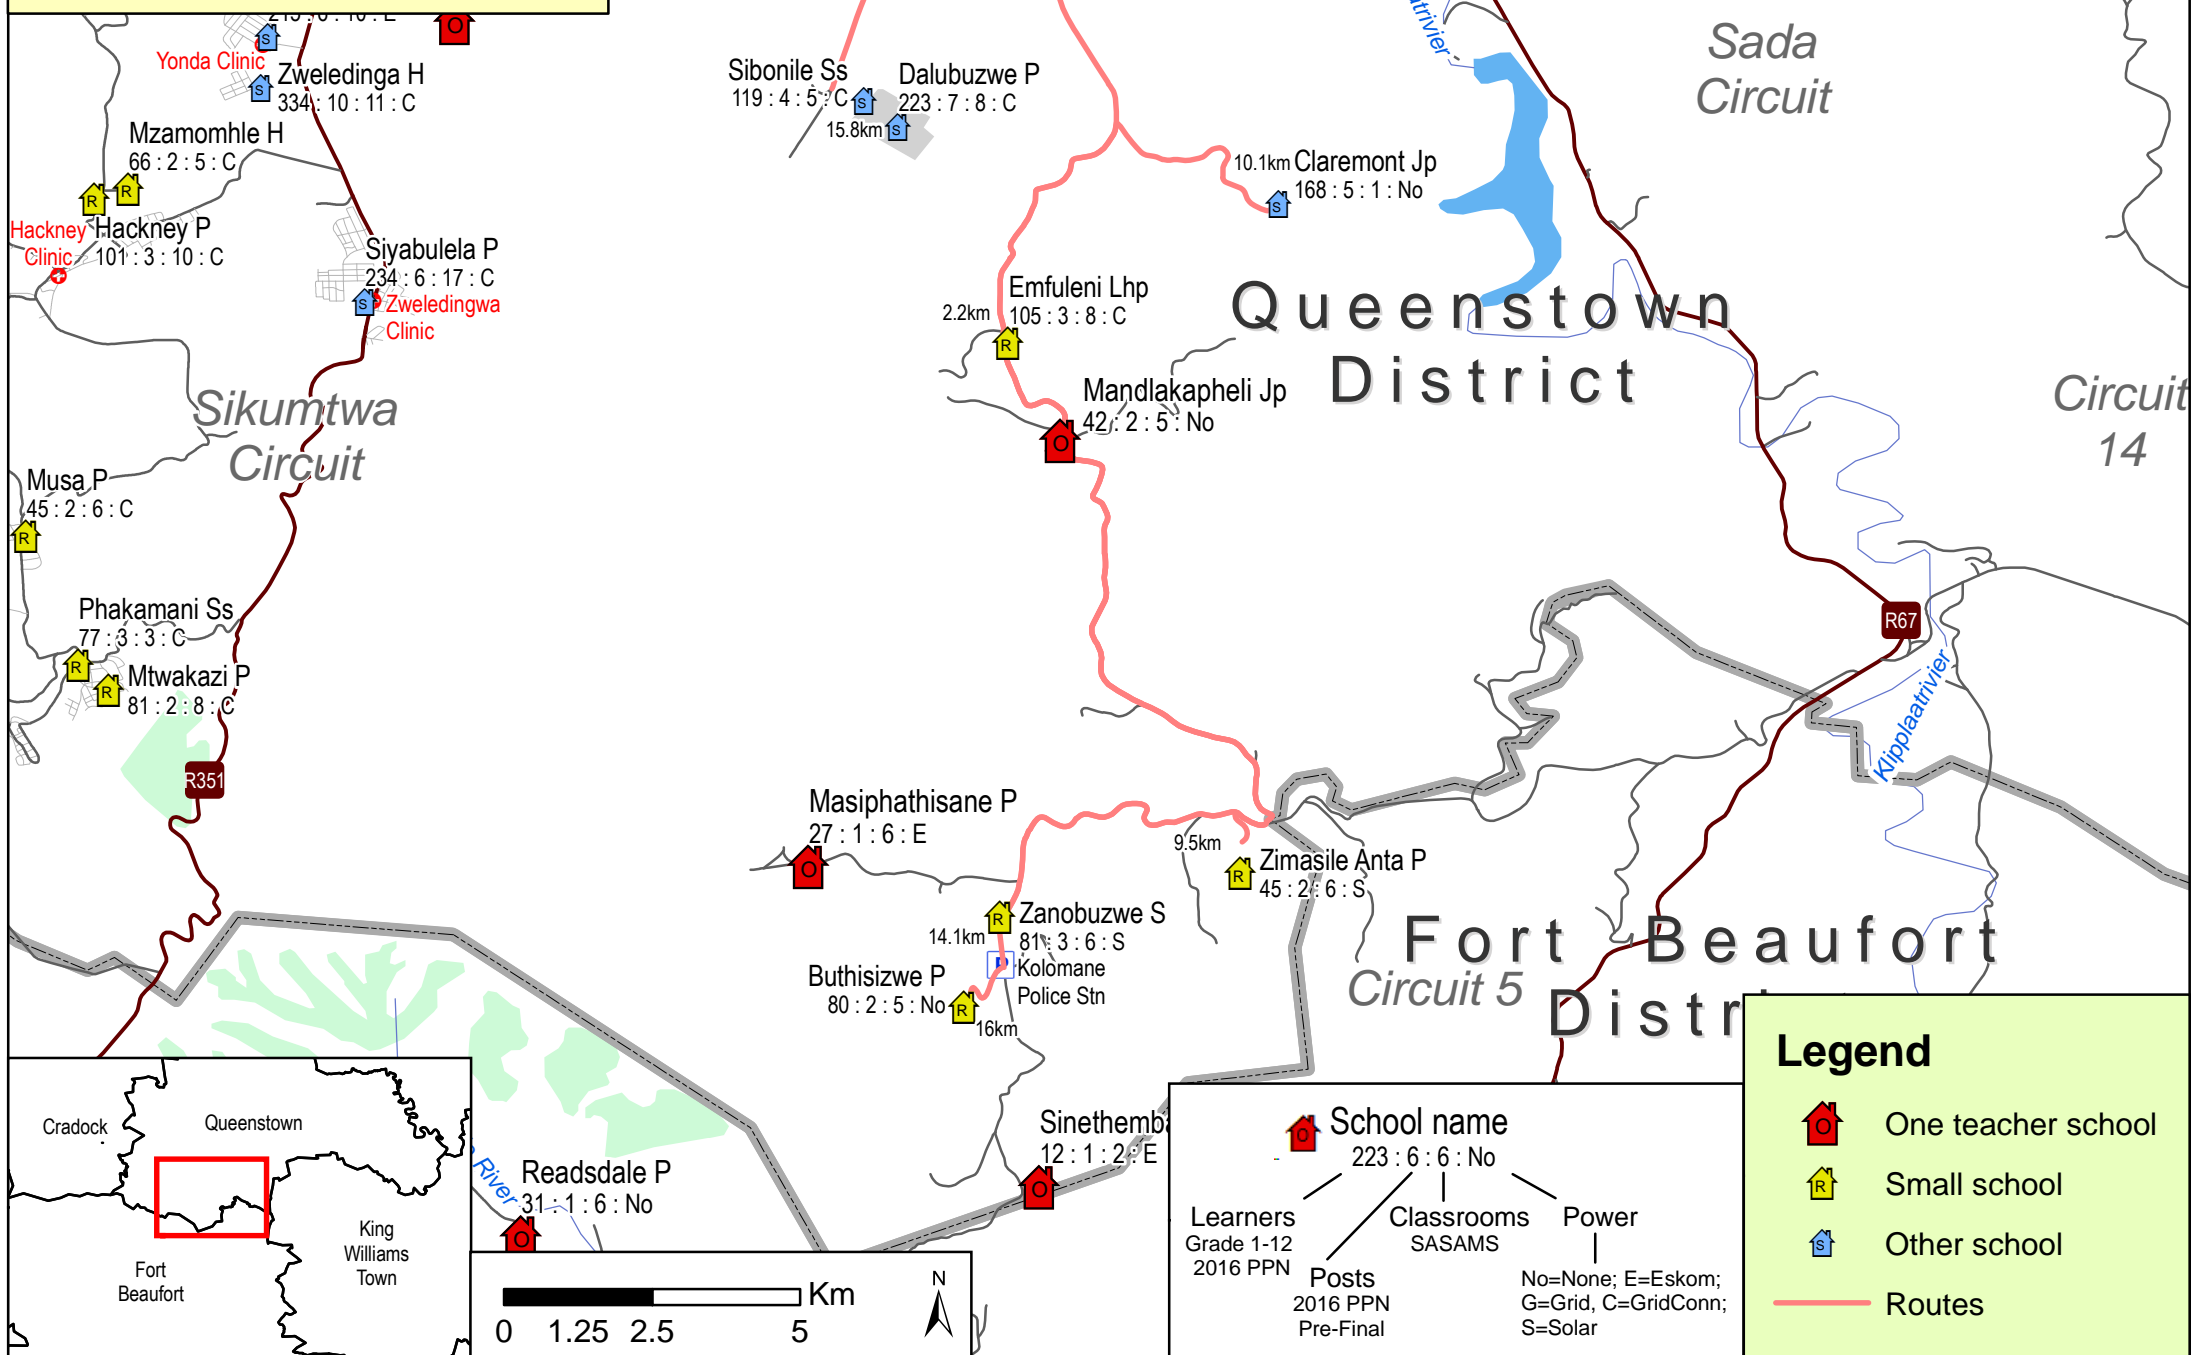 Yonda Clinic
Zweledinga H
334 : 10 : 11 : C
Mzamomhle H
66 : 2 : 5 : C
Hackney P
101 : 3 : 10 : C
Hackney
Clinic
Siyabulela P
234 : 6 : 17 : C
Zweledingwa
Clinic
Sikumtwa
Circuit
Musa P
45 : 2 : 6 : C
Phakamani Ss
77 : 3 : 3 : C
Mtwakazi P
81 : 2 : 8 : C
R351
Sibonile Ss
119 : 4 : 5 : C
15.8km
Dalubuzwe P
223 : 7 : 8 : C
10.1km
Claremont Jp
168 : 5 : 1 : No
Sada
Circuit
Emfuleni Lhp
105 : 3 : 8 : C
2.2km
Queenstown
District
Mandlakapheli Jp
42 : 2 : 5 : No
Circuit
14
R67
Klipplaatrivier
Masiphathisane P
27 : 1 : 6 : E
9.5km
Zimasile Anta P
45 : 2 : 6 : S
Zanobuzwe S
81 : 3 : 6 : S
14.1km
P
Kolomane
Police Stn
Buthisizwe P
80 : 2 : 5 : No
16km
Fort Beaufort
Distr
Circuit 5
Sinethemba
12 : 1 : 2 : E
River
Readsdale P
31 : 1 : 6 : No
Cradock
Queenstown
King
Williams
Town
Fort
Beaufort
Km
0 1.25 2.5 5
N
School name
223 : 6 : 6 : No
Learners
Grade 1-12
2016 PPN
Posts
2016 PPN
Pre-Final
Classrooms
SASAMS
Power
No=None; E=Eskom;
G=Grid, C=GridConn;
S=Solar
Legend
O One teacher school
R Small school
S Other school
Routes